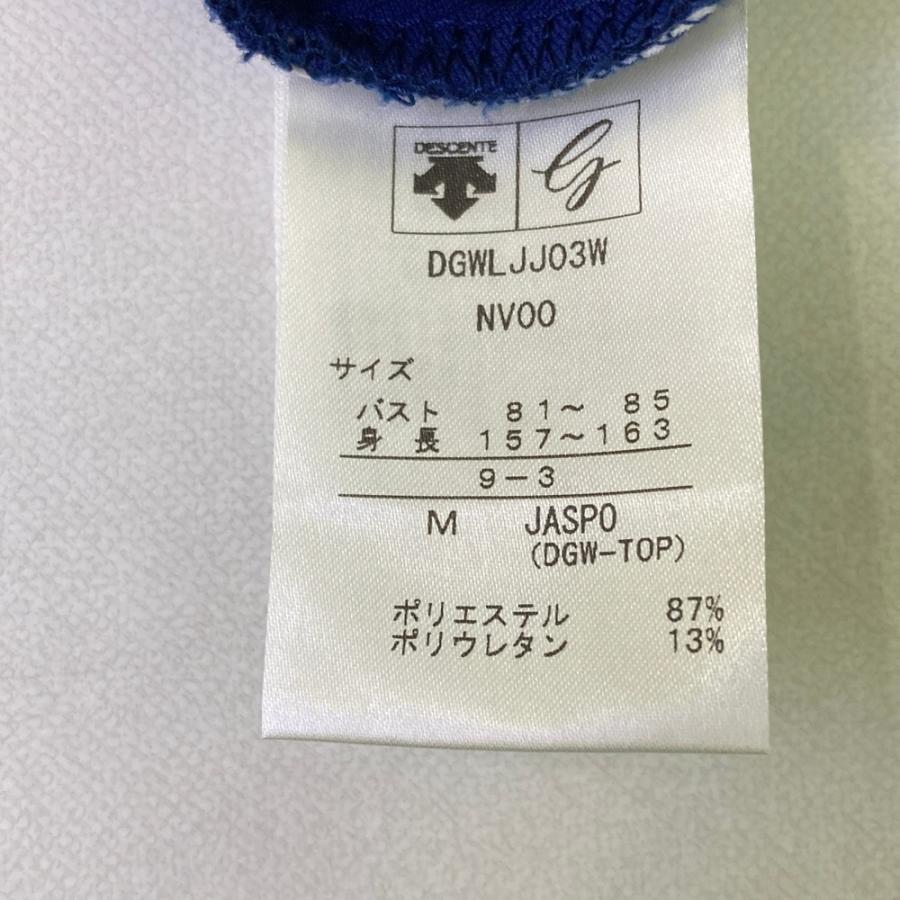 DESCENTE
G
DGWLJJ03W
NV00
サイズ
バスト 81〜 85
身長 157〜163
9-3
M JASPO
(DGW-TOP)
ポリエステル 87%
ポリウレタン 13%